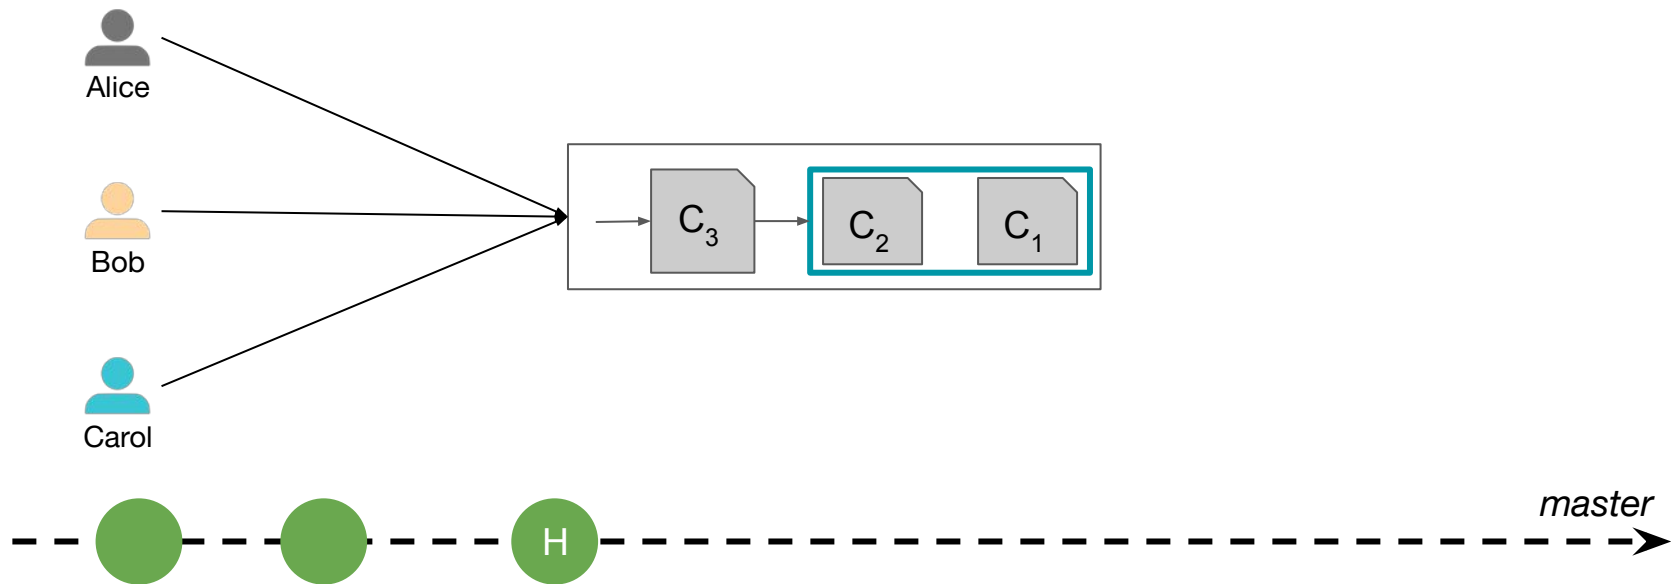 Alice
Bob
Carol
C₃
C₂
C₁
master
H